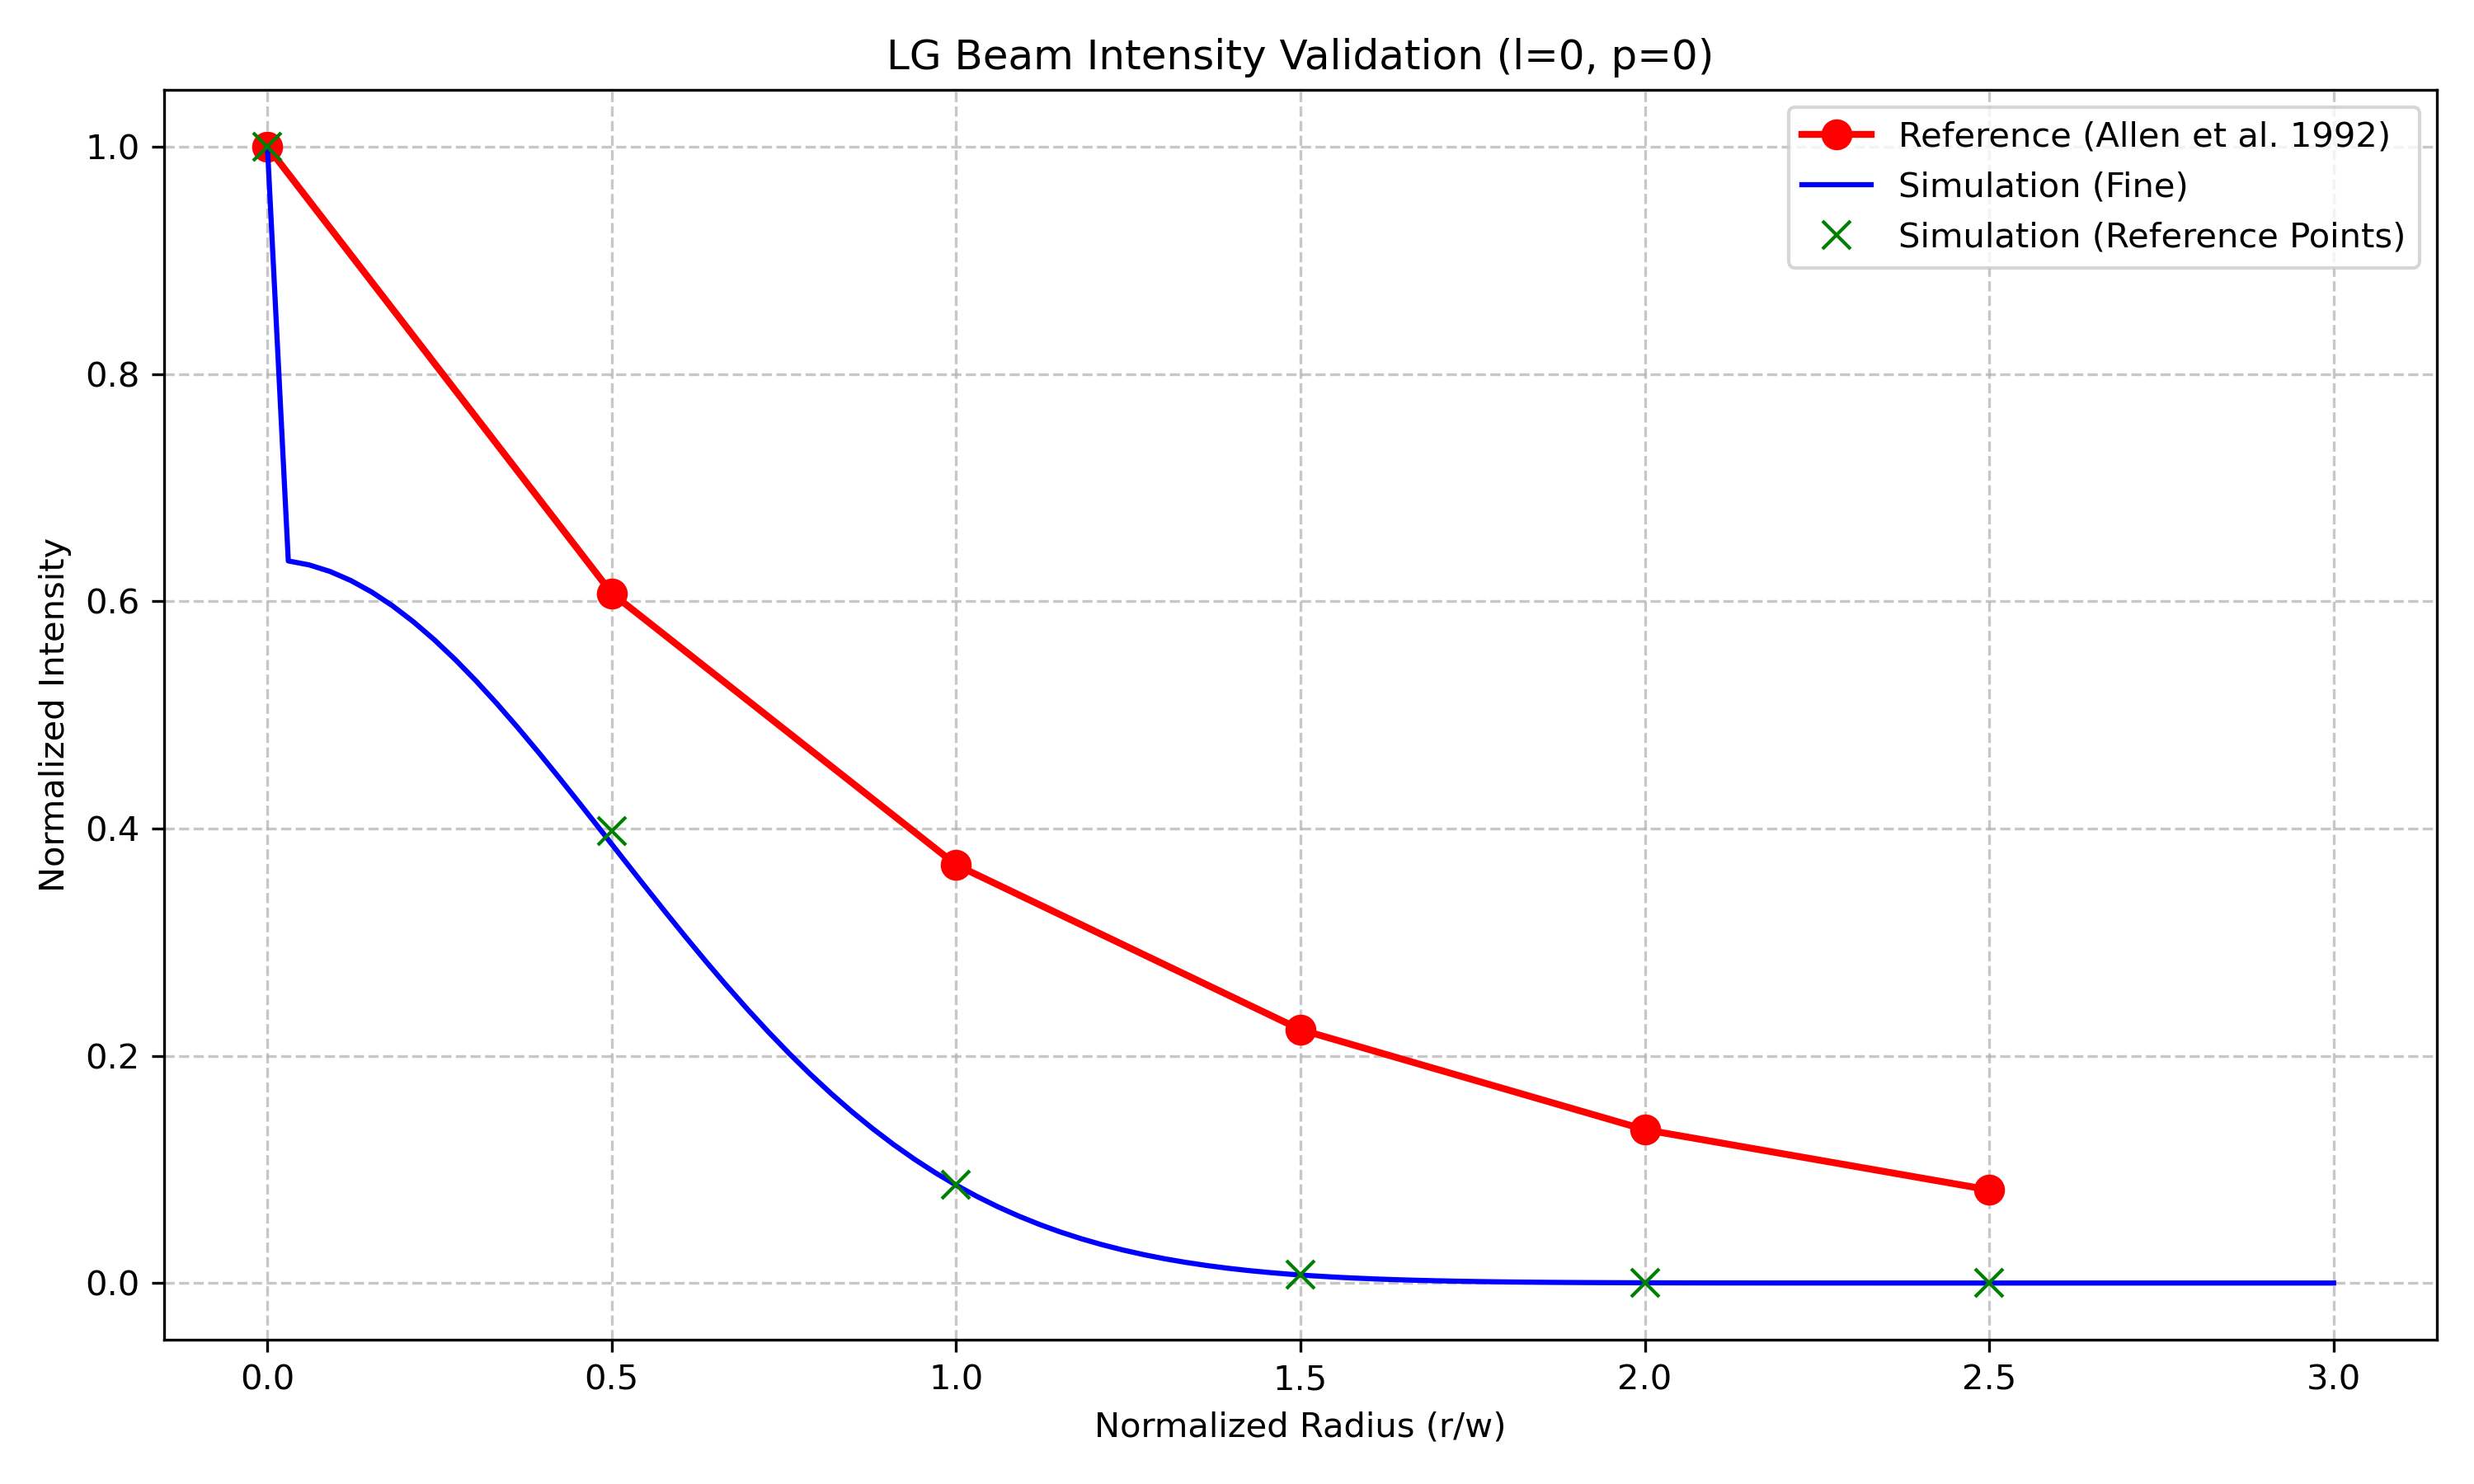 LG Beam Intensity Validation (l=0, p=0)
Reference (Allen et al. 1992)
Simulation (Fine)
Simulation (Reference Points)
Normalized Intensity
1.0
0.8
0.6
0.4
0.2
0.0
0.0 0.5 1.0 1.5 2.0 2.5 3.0
Normalized Radius (r/w)